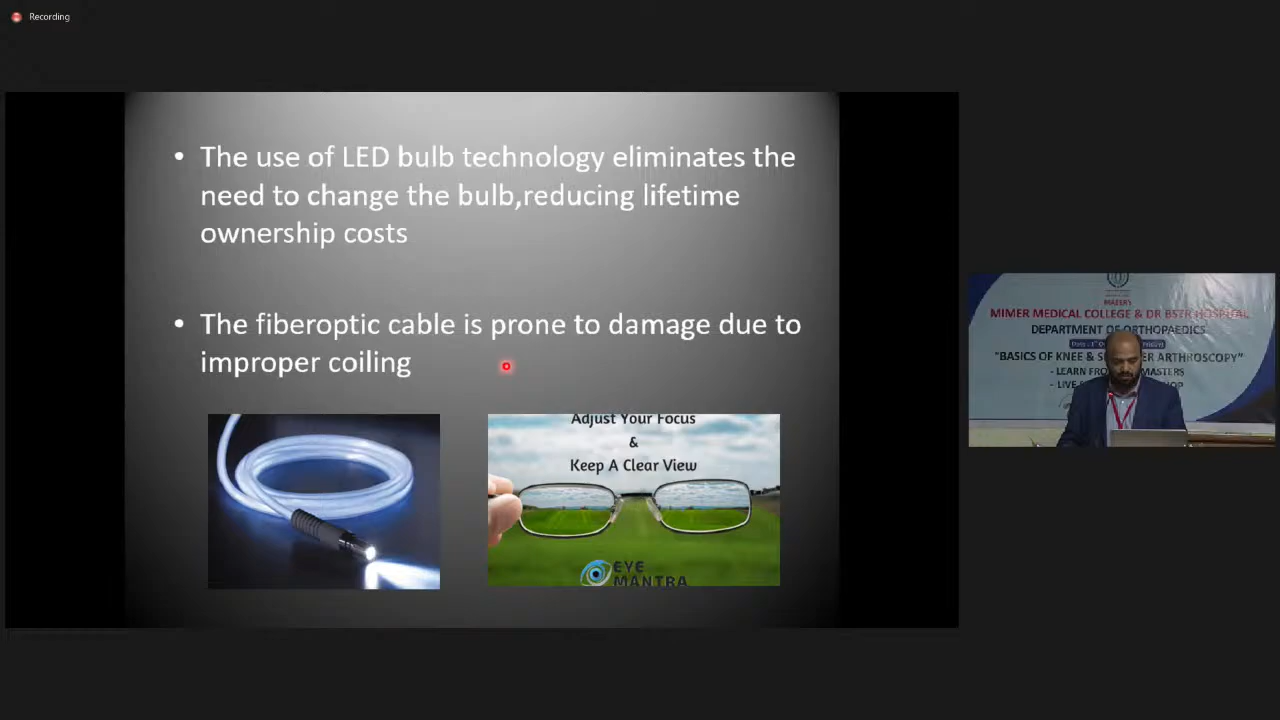 Recording
• The use of LED bulb technology eliminates the
need to change the bulb,reducing lifetime
ownership costs
• The fiberoptic cable is prone to damage due to
improper coiling
Adjust Your Focus
&
Keep A Clear View
EYE
MANTRA
MAEER'S
MIMER MEDICAL COLLEGE & DR BSTR HOSPITAL
DEPARTMENT OF ORTHOPAEDICS
"BASICS OF KNEE & ARTHROSCOPY"
- LEARN MASTERS
- LIVE